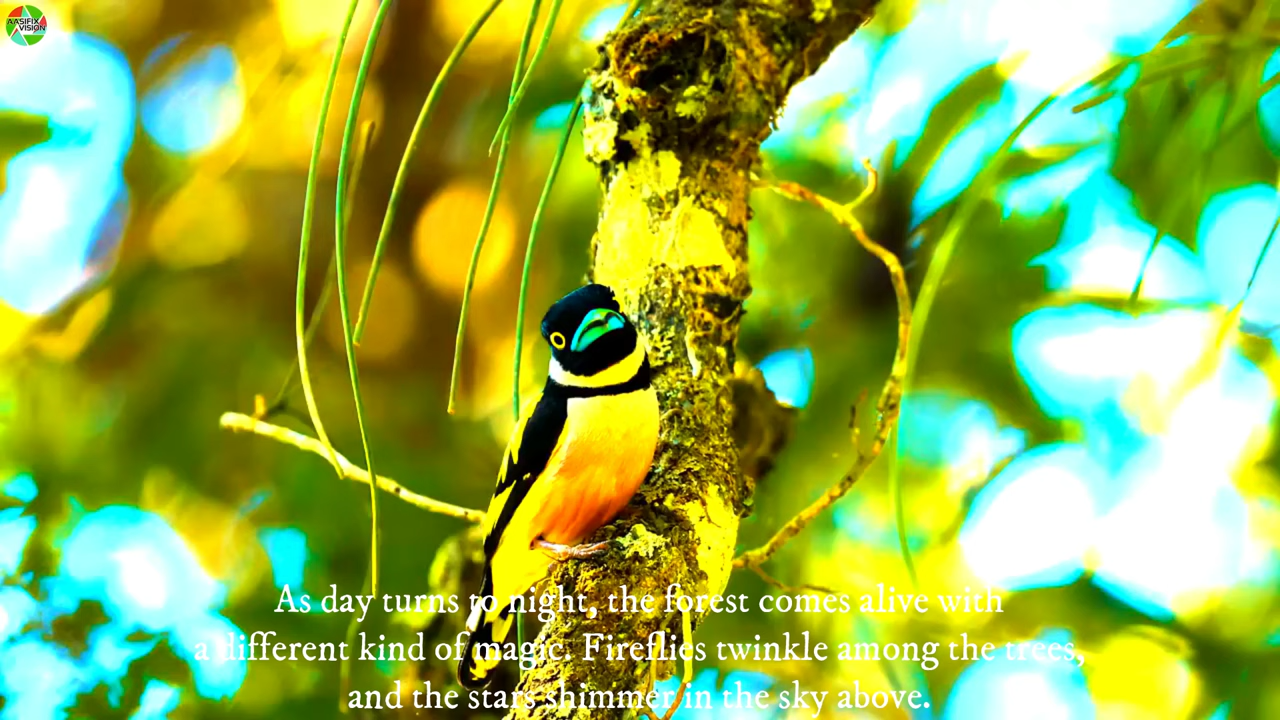 AASIFIX
VISION
As day turns to night, the forest comes alive with
a different kind of magic. Fireflies twinkle among the trees,
and the stars shimmer in the sky above.